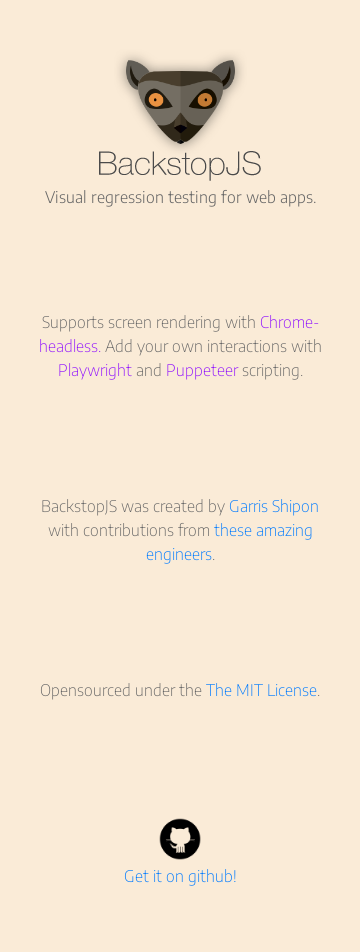 BackstopJS
Visual regression testing for web apps.
Supports screen rendering with Chrome-
headless. Add your own interactions with
Playwright and Puppeteer scripting.
BackstopJS was created by Garris Shipon
with contributions from these amazing
engineers.
Opensourced under the The MIT License.
Get it on github!